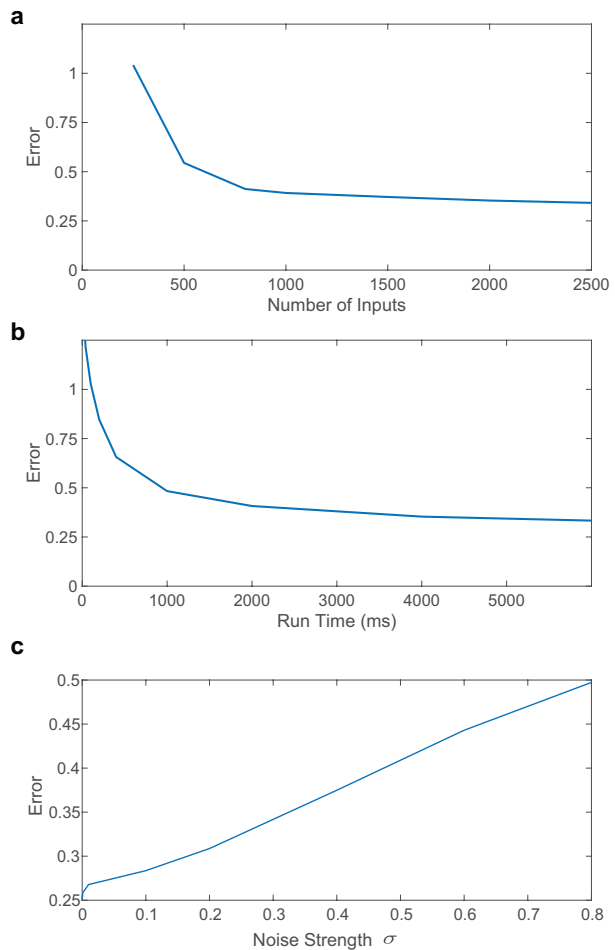 a
1
0.75
0.5
0.25
0
Error
0 500 1000 1500 2000 2500
Number of Inputs
b
1
0.75
0.5
0.25
0
Error
0 1000 2000 3000 4000 5000
Run Time (ms)
c
0.5
0.45
0.4
0.35
0.3
0.25
Error
0 0.1 0.2 0.3 0.4 0.5 0.6 0.7 0.8
Noise Strength σ